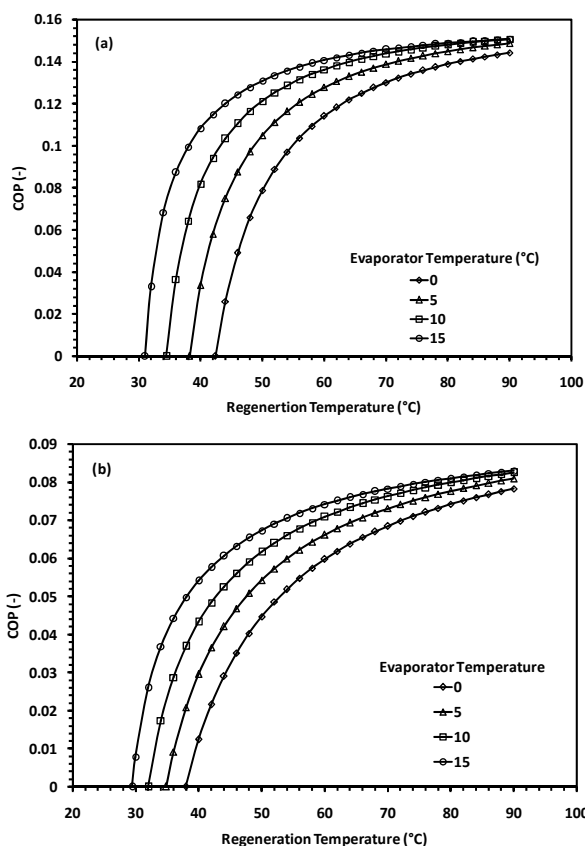 (a)
0.16
0.14
0.12
0.1
0.08
0.06
0.04
0.02
0
COP (-)
Evaporator Temperature (°C)
0
5
10
15
20 30 40 50 60 70 80 90 100
Regenertion Temperature (°C)
(b)
0.09
0.08
0.07
0.06
0.05
0.04
0.03
0.02
0.01
0
COP (-)
Evaporator Temperature
0
5
10
15
20 30 40 50 60 70 80 90 100
Regeneration Temperature (°C)